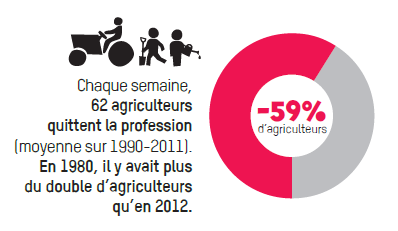 Chaque semaine,
62 agriculteurs
quittent la profession
(moyenne sur 1990-2011).
En 1980, il y avait plus
du double d'agriculteurs
qu'en 2012.
-59%
d'agriculteurs